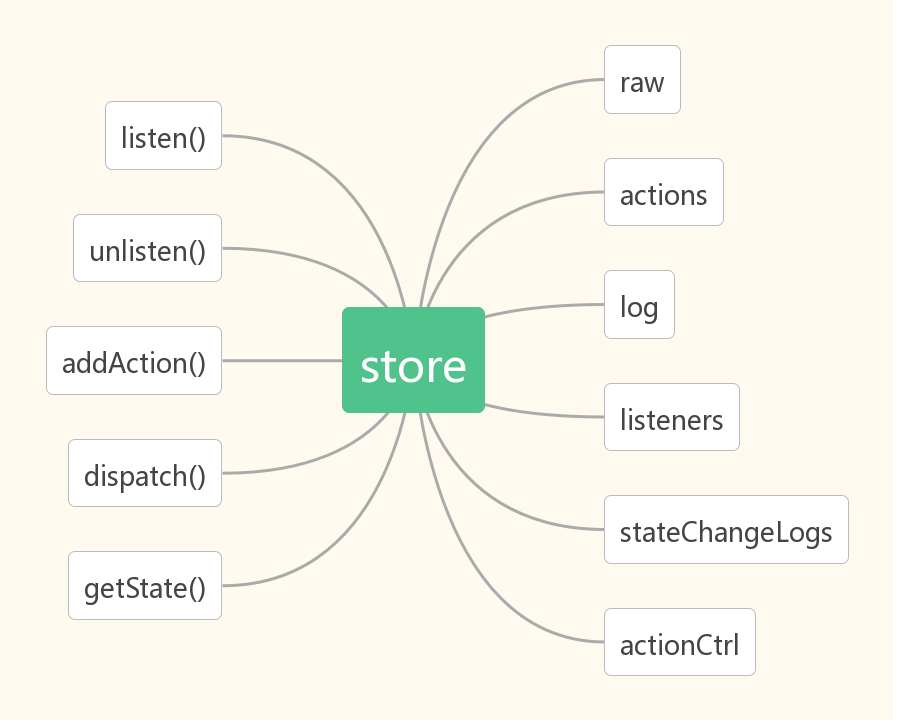 listen()
unlisten()
addAction()
dispatch()
getState()
store
raw
actions
log
listeners
stateChangeLogs
actionCtrl